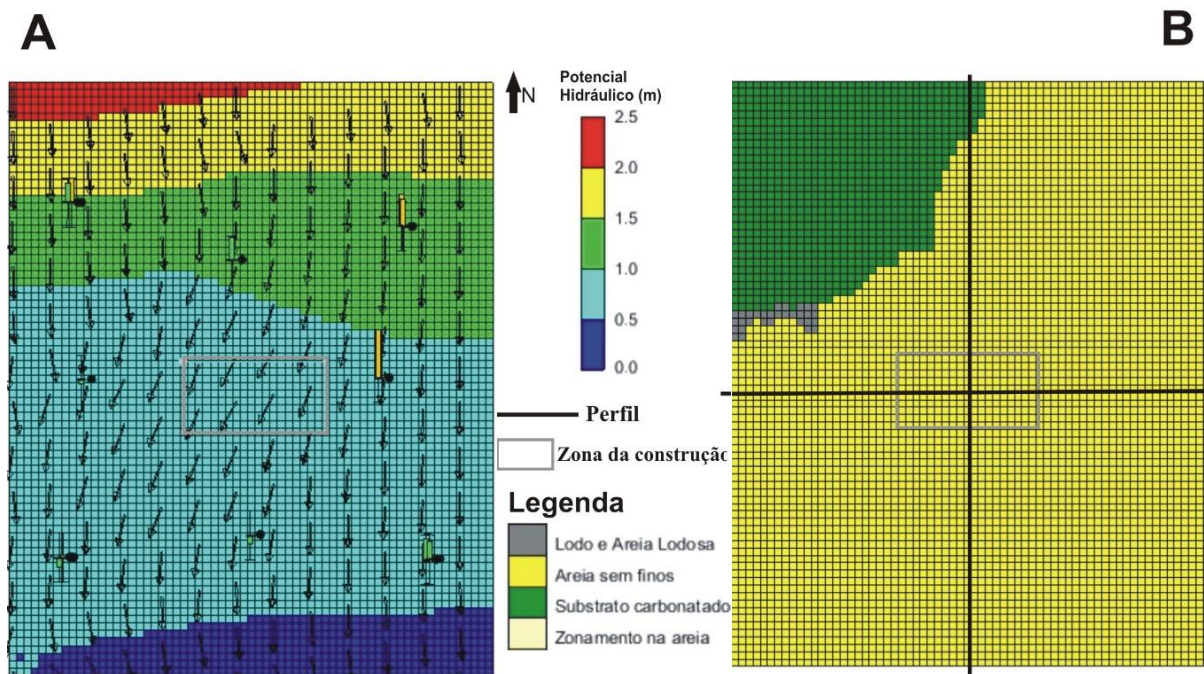 A
B
N
Potencial
Hidráulico (m)
2.5
2.0
1.5
1.0
0.5
0.0
Perfil
Zona da construção
Legenda
Lodo e Areia Lodosa
Areia sem finos
Substrato carbonatado
Zonamento na areia